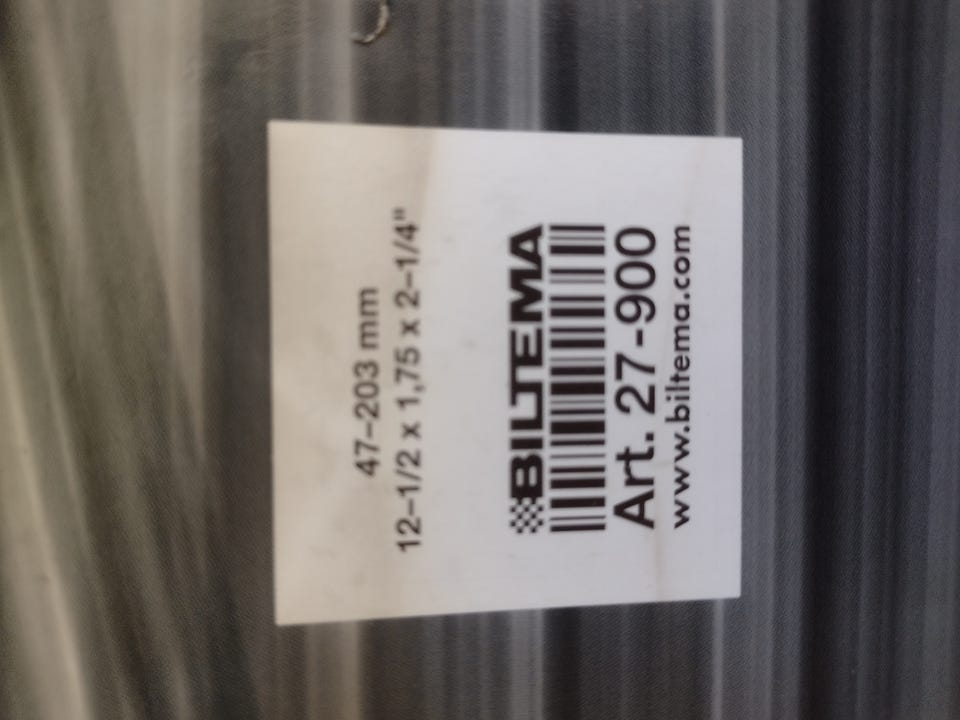 47–203 mm
12–1/2 x 1,75 x 2–1/4"
BILTEMA
Art. 27-900
www.biltema.com